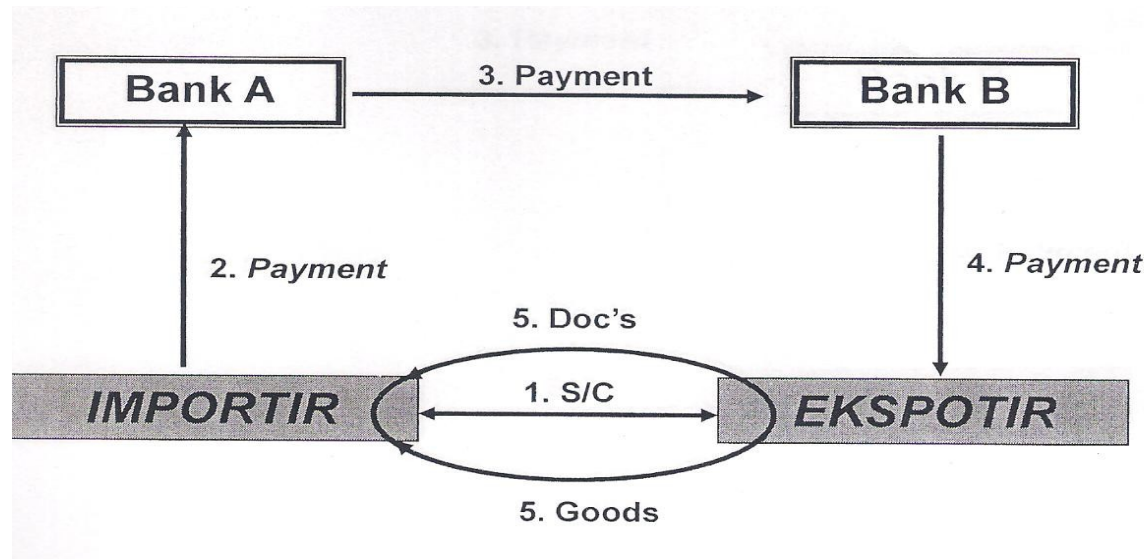 Bank A
3. Payment
Bank B
2. Payment
4. Payment
5. Doc's
IMPORTIR
1. S/C
EKSPOTIR
5. Goods